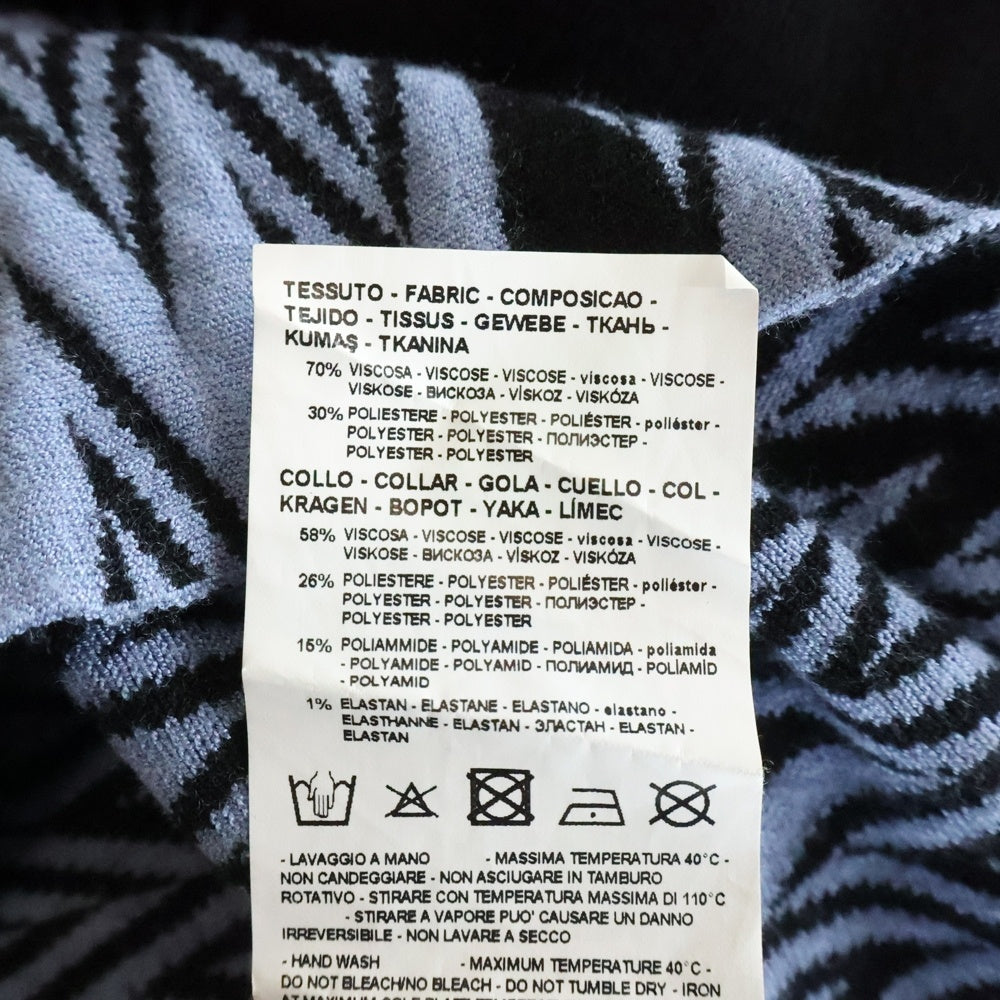 TESSUTO - FABRIC - COMPOSICAO -
TEJIDO - TISSUS - GEWEBE - ТКАНЬ -
KUMAŞ - TKANINA
70% VISCOSA - VISCOSE - VISCOSE - viscosa - VISCOSE -
VISKOSE - ВИСКОЗА - VİSKOZ - VISKÓZA
30% POLIESTERE - POLYESTER - POLIÉSTER - poliéster -
POLYESTER - POLYESTER - ПОЛИЭСТЕР -
POLYESTER - POLYESTER
COLLO - COLLAR - GOLA - CUELLO - COL -
KRAGEN - ВОРОТ - YAKA - LÍMEC
58% VISCOSA - VISCOSE - VISCOSE - viscosa - VISCOSE -
VISKOSE - ВИСКОЗА - VİSKOZ - VISKÓZA
26% POLIESTERE - POLYESTER - POLIÉSTER - poliéster -
POLYESTER - POLYESTER - ПОЛИЭСТЕР -
POLYESTER - POLYESTER
15% POLIAMMIDE - POLYAMIDE - POLIAMIDA - poliamida
- POLYAMIDE - POLYAMID - ПОЛИАМИД - POLİAMİD
- POLYAMID
1% ELASTAN - ELASTANE - ELASTANO - elastano -
ELASTHANNE - ELASTAN - ЭЛАСТАН - ELASTAN -
ELASTAN
- LAVAGGIO A MANO - MASSIMA TEMPERATURA 40°C -
NON CANDEGGIARE - NON ASCIUGARE IN TAMBURO
ROTATIVO - STIRARE CON TEMPERATURA MASSIMA DI 110°C
- STIRARE A VAPORE PUO' CAUSARE UN DANNO
IRREVERSIBILE - NON LAVARE A SECCO
- HAND WASH - MAXIMUM TEMPERATURE 40°C -
DO NOT BLEACH/NO BLEACH - DO NOT TUMBLE DRY - IRON